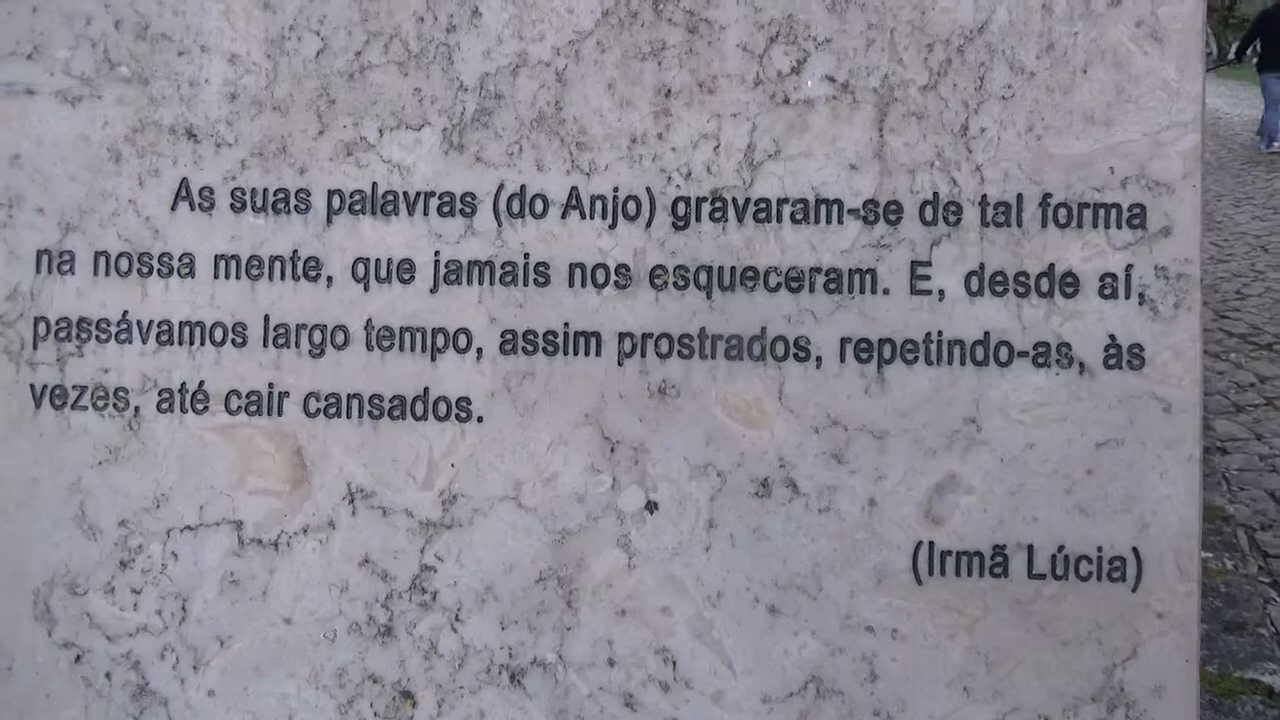 As suas palavras (do Anjo) gravaram-se de tal forma
na nossa mente, que jamais nos esqueceram. E, desde aí,
passávamos largo tempo, assim prostrados, repetindo-as, às
vezes, até cair cansados.
(Irmã Lúcia)